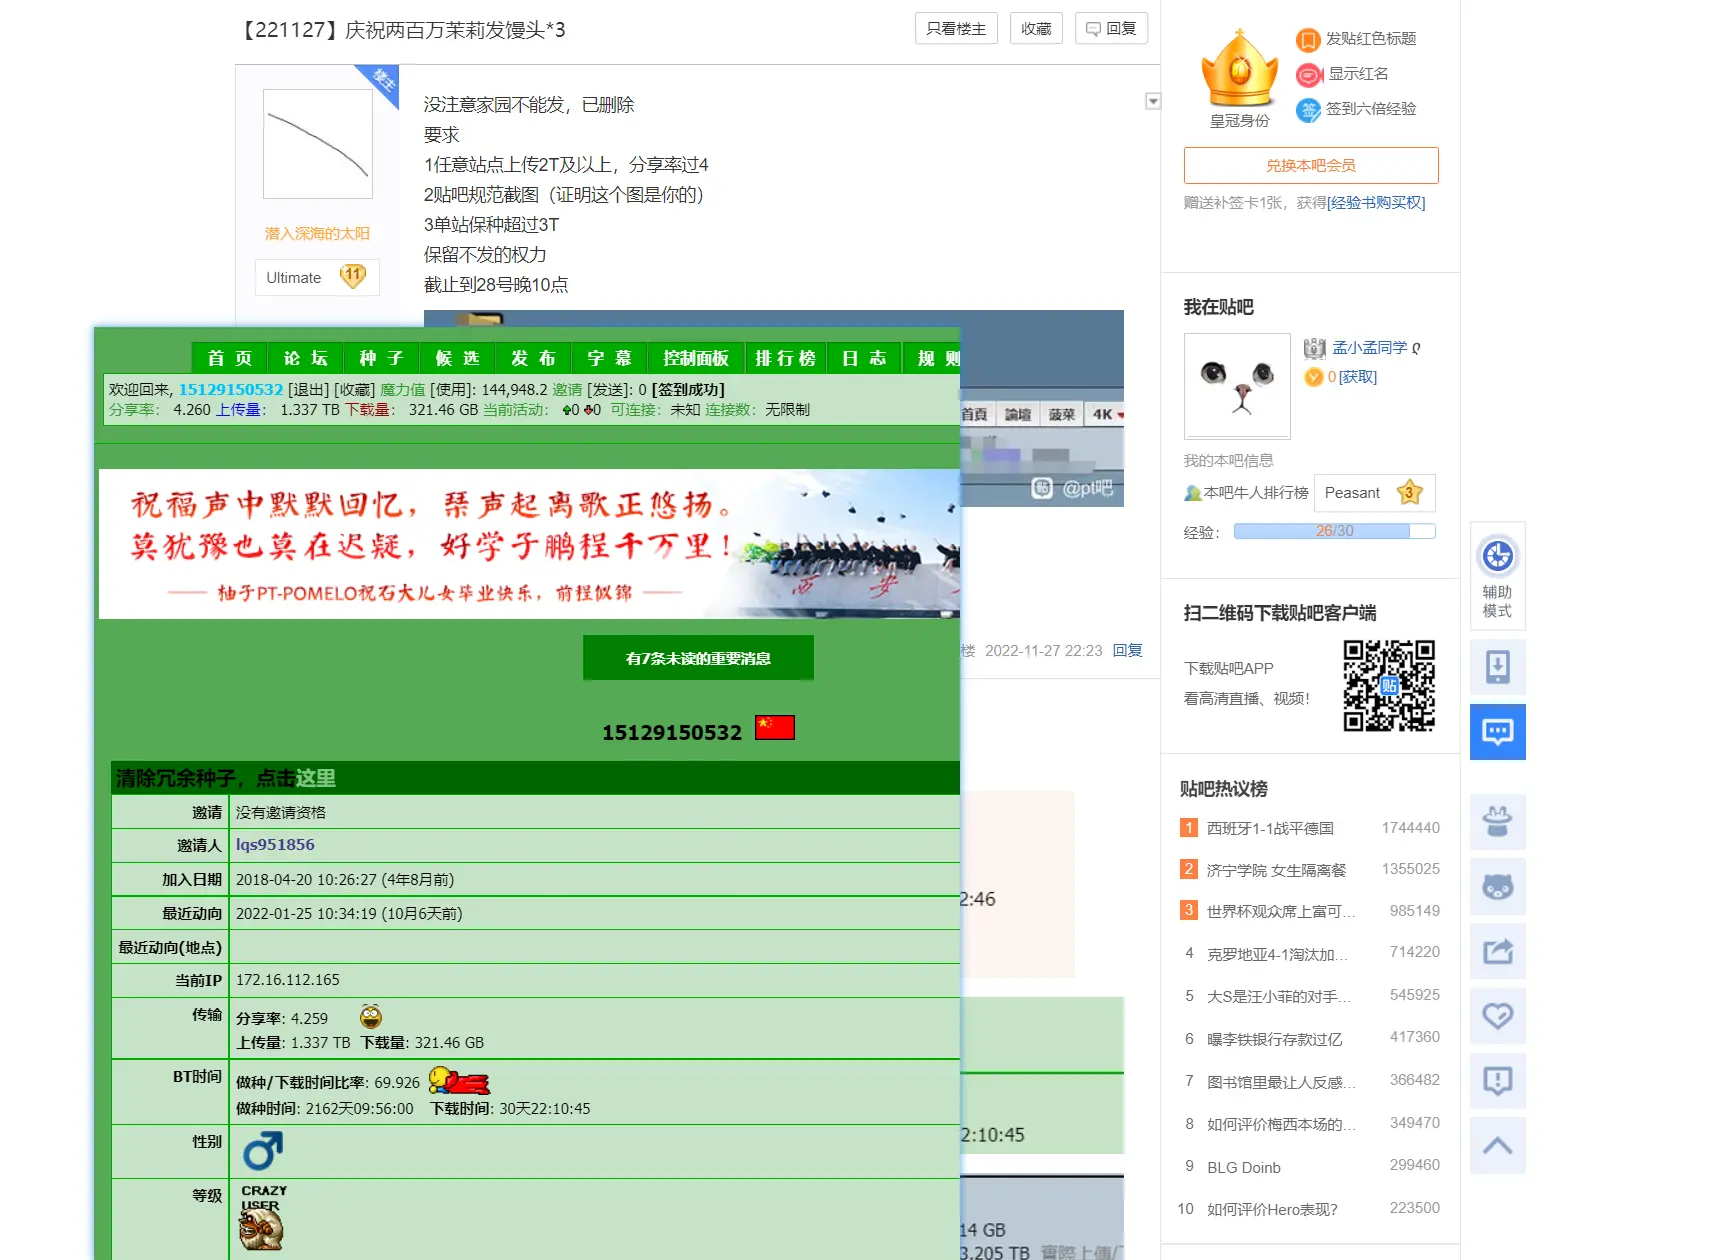 【221127】庆祝两百万茉莉发馒头*3
只看楼主
收藏
回复
楼主
没注意家园不能发，已删除
要求
1任意站点上传2T及以上，分享率过4
2贴吧规范截图（证明这个图是你的）
3单站保种超过3T
保留不发的权力
截止到28号晚10点
潜入深海的太阳
Ultimate 11
首页 論壇 菠菜 4K
@pt吧
楼 2022-11-27 22:23 回复
2:46
2:10:45
14 GB
3.205 TB 實際上傳/
首 页 论 坛 种 子 候 选 发 布 字 幕 控制面板 排行榜 日 志 规 则
欢迎回来, 15129150532 [退出] [收藏] 魔力值 [使用]: 144,948.2 邀请 [发送]: 0 [签到成功]
分享率： 4.260 上传量： 1.337 TB 下载量： 321.46 GB 当前活动： 0 0 可连接：未知 连接数：无限制
祝福声中默默回忆，琹声起离歌正悠扬。
莫犹豫也莫在迟疑，好学子鹏程千万里！
柚子PT-POMELO祝石大儿女毕业快乐，前程似锦
西 安
有7条未读的重要消息
15129150532
清除冗余种子，点击这里
邀请 没有邀请资格
邀请人 lqs951856
加入日期 2018-04-20 10:26:27 (4年8月前)
最近动向 2022-01-25 10:34:19 (10月6天前)
最近动向(地点)
当前IP 172.16.112.165
传输 分享率: 4.259
上传量: 1.337 TB 下载量: 321.46 GB
BT时间 做种/下载时间比率: 69.926
做种时间: 2162天09:56:00 下载时间: 30天22:10:45
性别
等级 CRAZY
USER
皇冠身份
发贴红色标题
显示红名
签 签到六倍经验
兑换本吧会员
赠送补签卡1张，获得[经验书购买权]
我在贴吧
孟小孟同学
0[获取]
我的本吧信息
本吧牛人排行榜 Peasant 3
经验： 26/30
扫二维码下载贴吧客户端
下载贴吧APP
看高清直播、视频！
贴
贴吧热议榜
1 西班牙1-1战平德国 1744440
2 济宁学院 女生隔离餐 1355025
3 世界杯观众席上富可... 985149
4 克罗地亚4-1淘汰加... 714220
5 大S是汪小菲的对手... 545925
6 曝李铁银行存款过亿 417360
7 图书馆里最让人反感... 366482
8 如何评价梅西本场的... 349470
9 BLG Doinb 299460
10 如何评价Hero表现？ 223500
辅助
模式